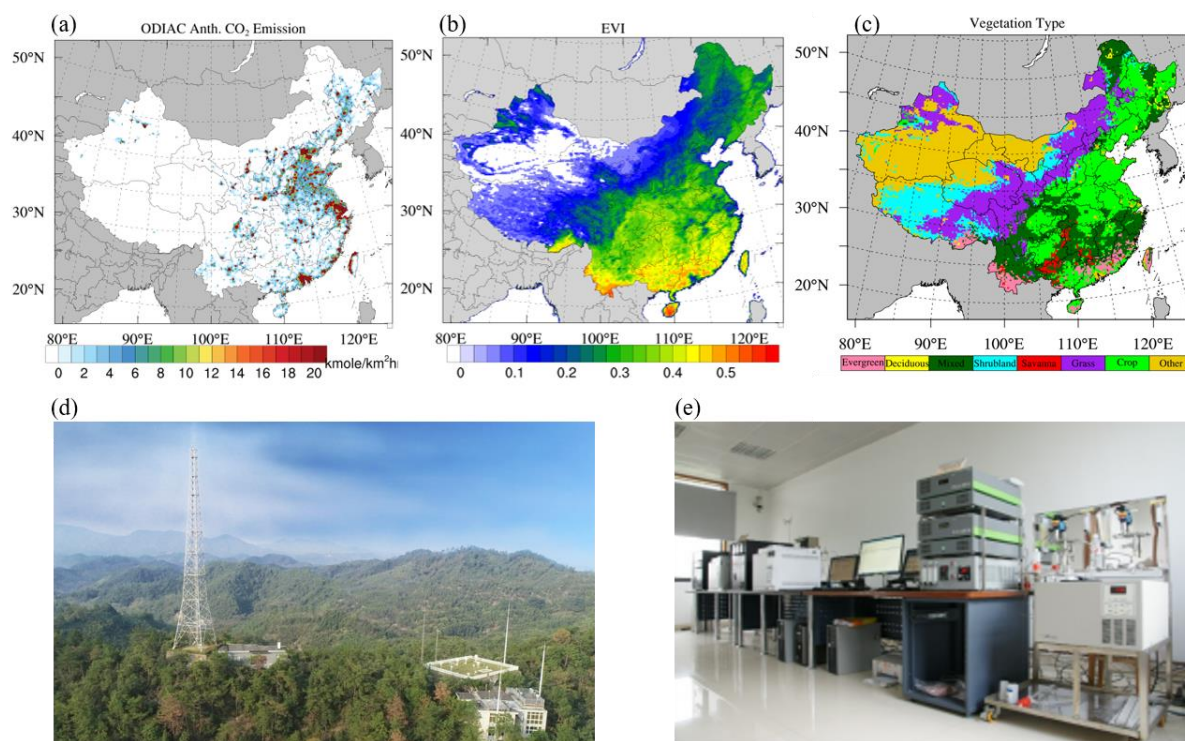 (a)
ODIAC Anth. CO₂ Emission
50°N
40°N
30°N
20°N
80°E 90°E 100°E 110°E 120°E
0 2 4 6 8 10 12 14 16 18 20 kmole/km²h
(b)
EVI
50°N
40°N
30°N
20°N
80°E 90°E 100°E 110°E 120°E
0.1 0.2 0.3 0.4 0.5
(c)
Vegetation Type
50°N
40°N
30°N
20°N
80°E 90°E 100°E 110°E 120°E
Evergreen Deciduous Mixed Shrubland Savanna Grass Crop Other
(d)
(e)